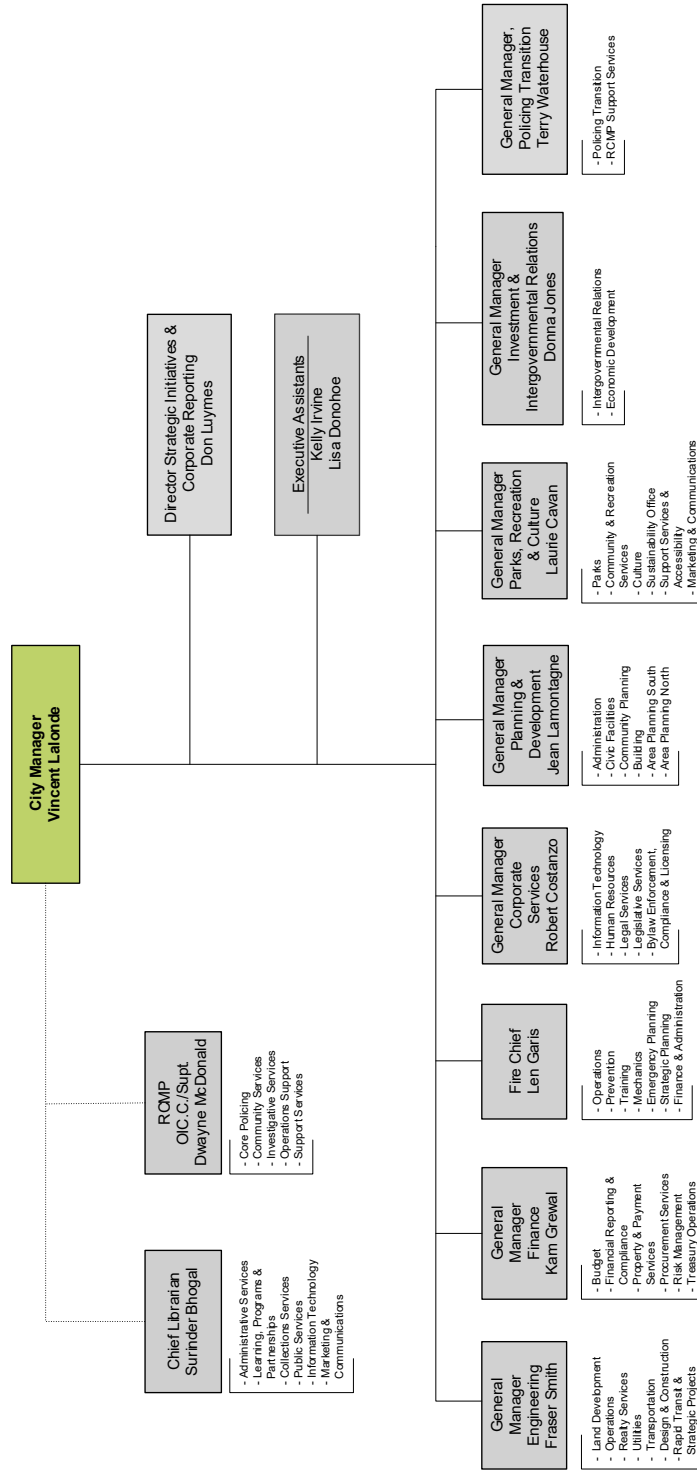 City Manager
Vincent Lalonde
Chief Librarian
Surinder Bhogal
- Administrative Services
- Learning, Programs &
Partnerships
- Collections Services
- Public Services
- Information Technology
- Marketing &
Communications
RCMP
OIC.C./Supt.
Dwayne McDonald
- Core Policing
- Community Services
- Investigative Services
- Operations Support
- Support Services
Director Strategic Initiatives &
Corporate Reporting
Don Luymes
Executive Assistants
Kelly Irvine
Lisa Donohoe
General
Manager
Engineering
Fraser Smith
- Land Development
- Operations
- Realty Services
- Utilities
- Transportation
- Design & Construction
- Rapid Transit &
Strategic Projects
General
Manager
Finance
Kam Grewal
- Budget
- Financial Reporting &
Compliance
- Property & Payment
Services
- Procurement Services
- Risk Management
- Treasury Operations
Fire Chief
Len Garis
- Operations
- Prevention
- Training
- Mechanics
- Emergency Planning
- Strategic Planning
- Finance & Administration
General Manager
Corporate
Services
Robert Costanzo
- Information Technology
- Human Resources
- Legal Services
- Legislative Services
- Bylaw Enforcement,
Compliance & Licensing
General Manager
Planning &
Development
Jean Lamontagne
- Administration
- Civic Facilities
- Community Planning
- Building
- Area Planning South
- Area Planning North
General Manager
Parks, Recreation
& Culture
Laurie Cavan
- Parks
- Community & Recreation
Services
- Culture
- Sustainability Office
- Support Services &
Accessibility
- Marketing & Communications
General Manager
Investment &
Intergovernmental Relations
Donna Jones
- Intergovernmental Relations
- Economic Development
General Manager,
Policing Transition
Terry Waterhouse
- Policing Transition
- RCMP Support Services